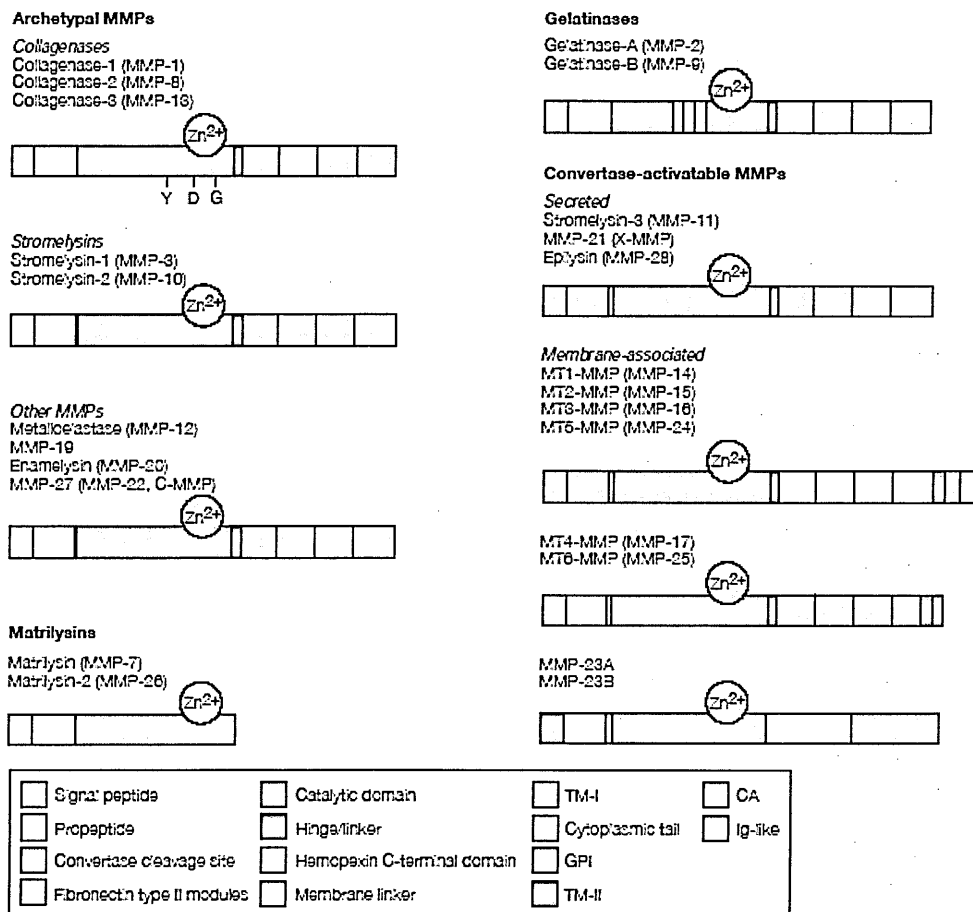 Archetypal MMPs
Collagenases
Collagenase-1 (MMP-1)
Collagenase-2 (MMP-8)
Collagenase-3 (MMP-13)
Zn2+
Y D G
Stromelysins
Stromelysin-1 (MMP-3)
Stromelysin-2 (MMP-10)
Zn2+
Other MMPs
Metalloelastase (MMP-12)
MMP-19
Enamelysin (MMP-20)
MMP-27 (MMP-22, C-MMP)
Zn2+
Matrilysins
Matrilysin (MMP-7)
Matrilysin-2 (MMP-26)
Zn2+
Gelatinases
Gelatinase-A (MMP-2)
Gelatinase-B (MMP-9)
Zn2+
Convertase-activatable MMPs
Secreted
Stromelysin-3 (MMP-11)
MMP-21 (X-MMP)
Epilysin (MMP-28)
Zn2+
Membrane-associated
MT1-MMP (MMP-14)
MT2-MMP (MMP-15)
MT3-MMP (MMP-16)
MT5-MMP (MMP-24)
Zn2+
MT4-MMP (MMP-17)
MT6-MMP (MMP-25)
Zn2+
MMP-23A
MMP-23B
Zn2+
Signal peptide
Propeptide
Convertase cleavage site
Fibronectin type II modules
Catalytic domain
Hinge/linker
Hemopexin C-terminal domain
Membrane linker
TM-I
Cytoplasmic tail
GPI
TM-II
CA
Ig-like